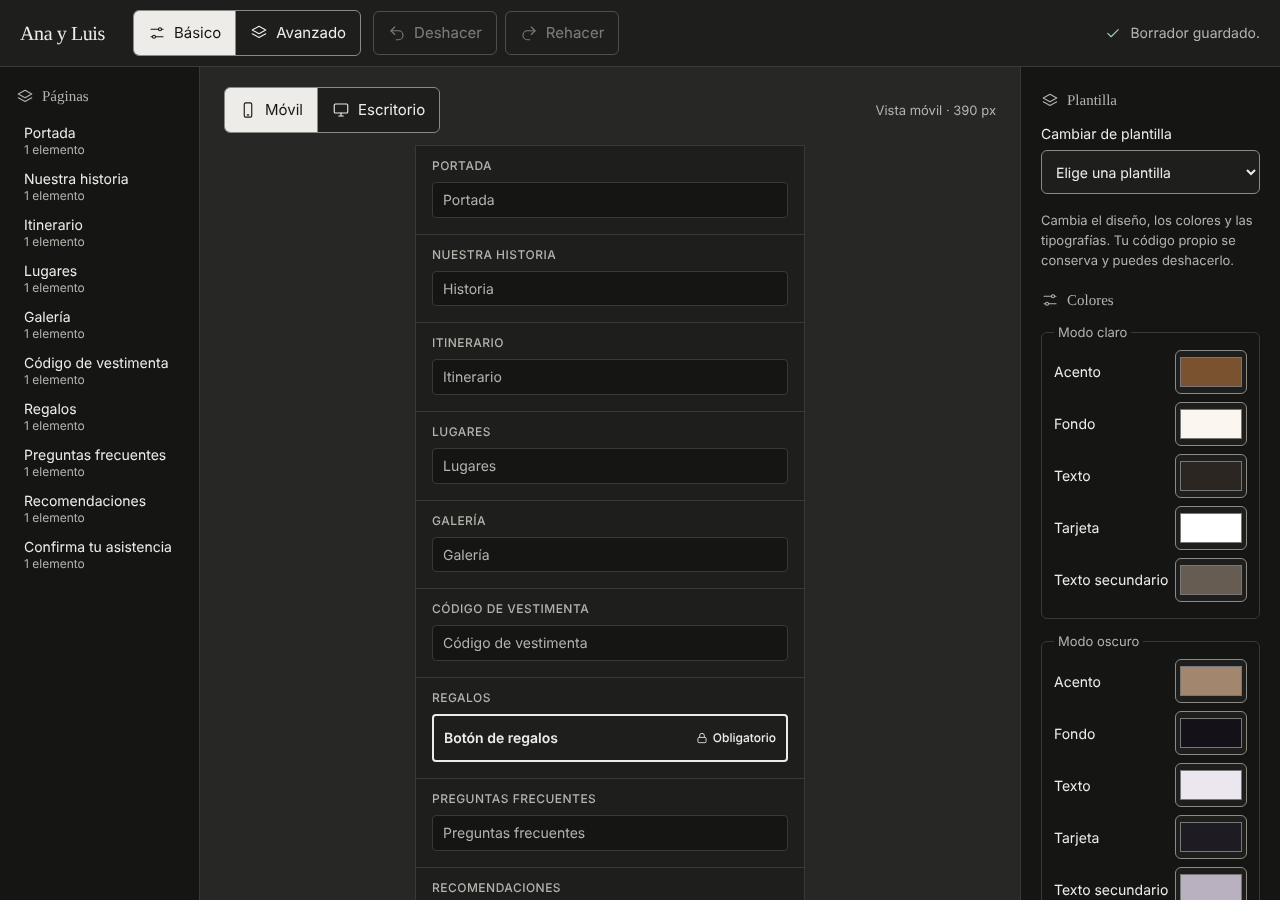 Ana y Luis
Básico
Avanzado
Deshacer
Rehacer
Borrador guardado.
Páginas
Portada
1 elemento
Nuestra historia
1 elemento
Itinerario
1 elemento
Lugares
1 elemento
Galería
1 elemento
Código de vestimenta
1 elemento
Regalos
1 elemento
Preguntas frecuentes
1 elemento
Recomendaciones
1 elemento
Confirma tu asistencia
1 elemento
Móvil
Escritorio
Vista móvil · 390 px
PORTADA
Portada
NUESTRA HISTORIA
Historia
ITINERARIO
Itinerario
LUGARES
Lugares
GALERÍA
Galería
CÓDIGO DE VESTIMENTA
Código de vestimenta
REGALOS
Botón de regalos
Obligatorio
PREGUNTAS FRECUENTES
Preguntas frecuentes
RECOMENDACIONES
Plantilla
Cambiar de plantilla
Elige una plantilla
Cambia el diseño, los colores y las
tipografías. Tu código propio se
conserva y puedes deshacerlo.
Colores
Modo claro
Acento
Fondo
Texto
Tarjeta
Texto secundario
Modo oscuro
Acento
Fondo
Texto
Tarjeta
Texto secundario